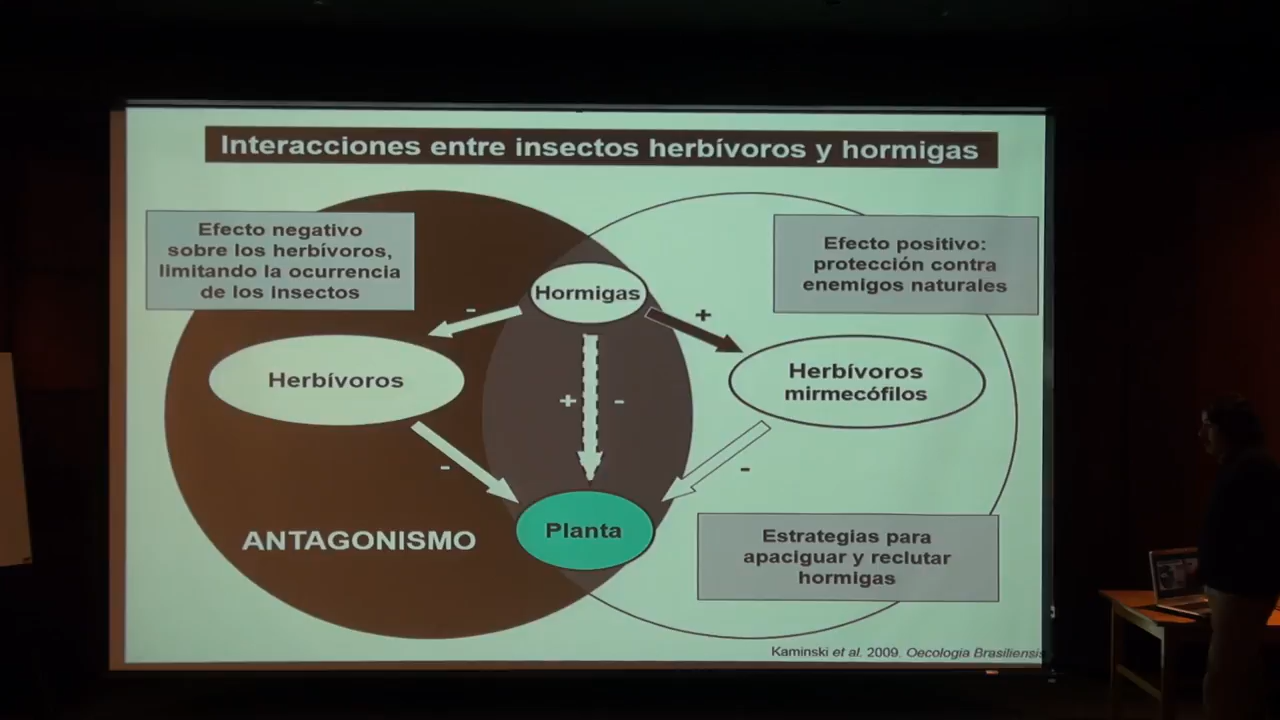 Interacciones entre insectos herbívoros y hormigas
Efecto negativo
sobre los herbívoros,
limitando la ocurrencia
de los insectos
Efecto positivo:
protección contra
enemigos naturales
Hormigas
-
+
Herbívoros
Herbívoros
mirmecófilos
+ -
-
-
ANTAGONISMO
Planta
Estrategias para
apaciguar y reclutar
hormigas
Kaminski et al. 2009. Oecologia Brasiliensis